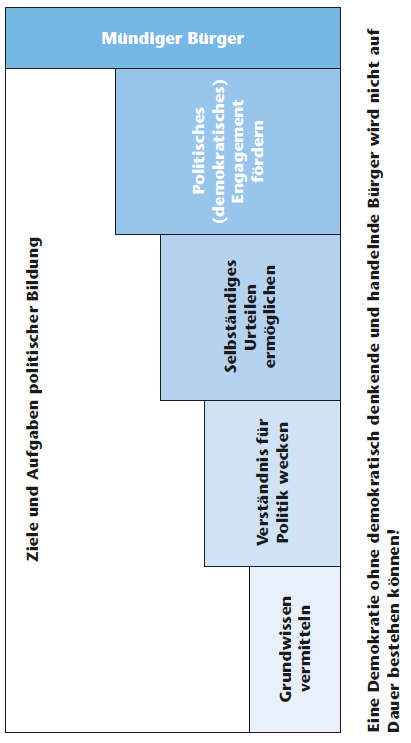 Mündiger Bürger
Ziele und Aufgaben politischer Bildung
Politisches
(demokratisches)
Engagement
fördern
Selbständiges
Urteilen
ermöglichen
Verständnis für
Politik wecken
Grundwissen
vermitteln
Eine Demokratie ohne demokratisch denkende und handelnde Bürger wird nicht auf
Dauer bestehen können!